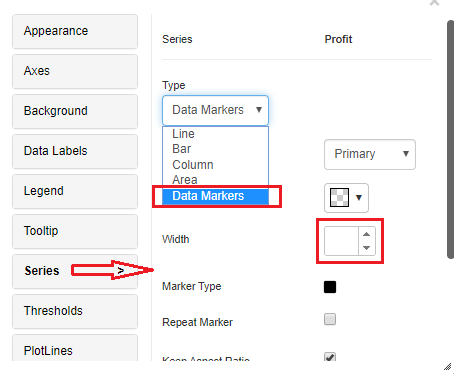 Appearance
Axes
Background
Data Labels
Legend
Tooltip
Series >
Thresholds
PlotLines
Series Profit
Type
Data Markers
Line
Bar
Column
Area
Data Markers
Primary
Width
Marker Type
Repeat Marker
Keep Aspect Ratio